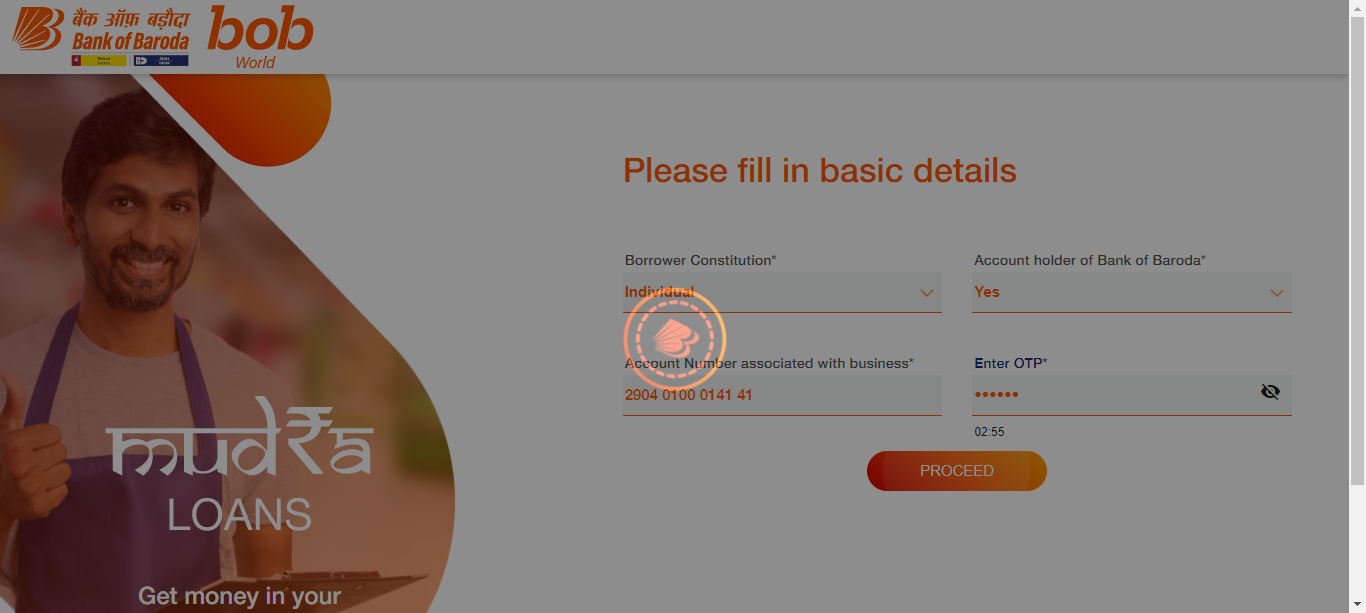 बैंक ऑफ़ बड़ौदा
Bank of Baroda
bob
World
Please fill in basic details
Borrower Constitution*
Account holder of Bank of Baroda*
Individual
Yes
Account Number associated with business*
Enter OTP*
2904 0100 0141 41
02:55
PROCEED
mud₹a
LOANS
Get money in your